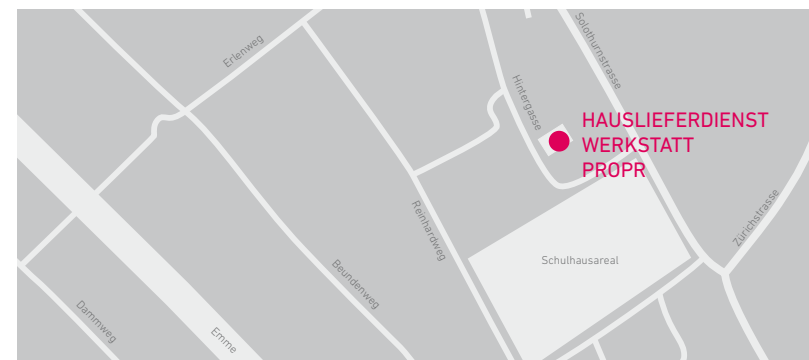 Solothurnstrasse
Erlenweg
Hintergasse
HAUSLIEFERDIENST
WERKSTATT
PROPR
Reinhardweg
Zürichstrasse
Schulhausareal
Beundenweg
Dammweg
Emme